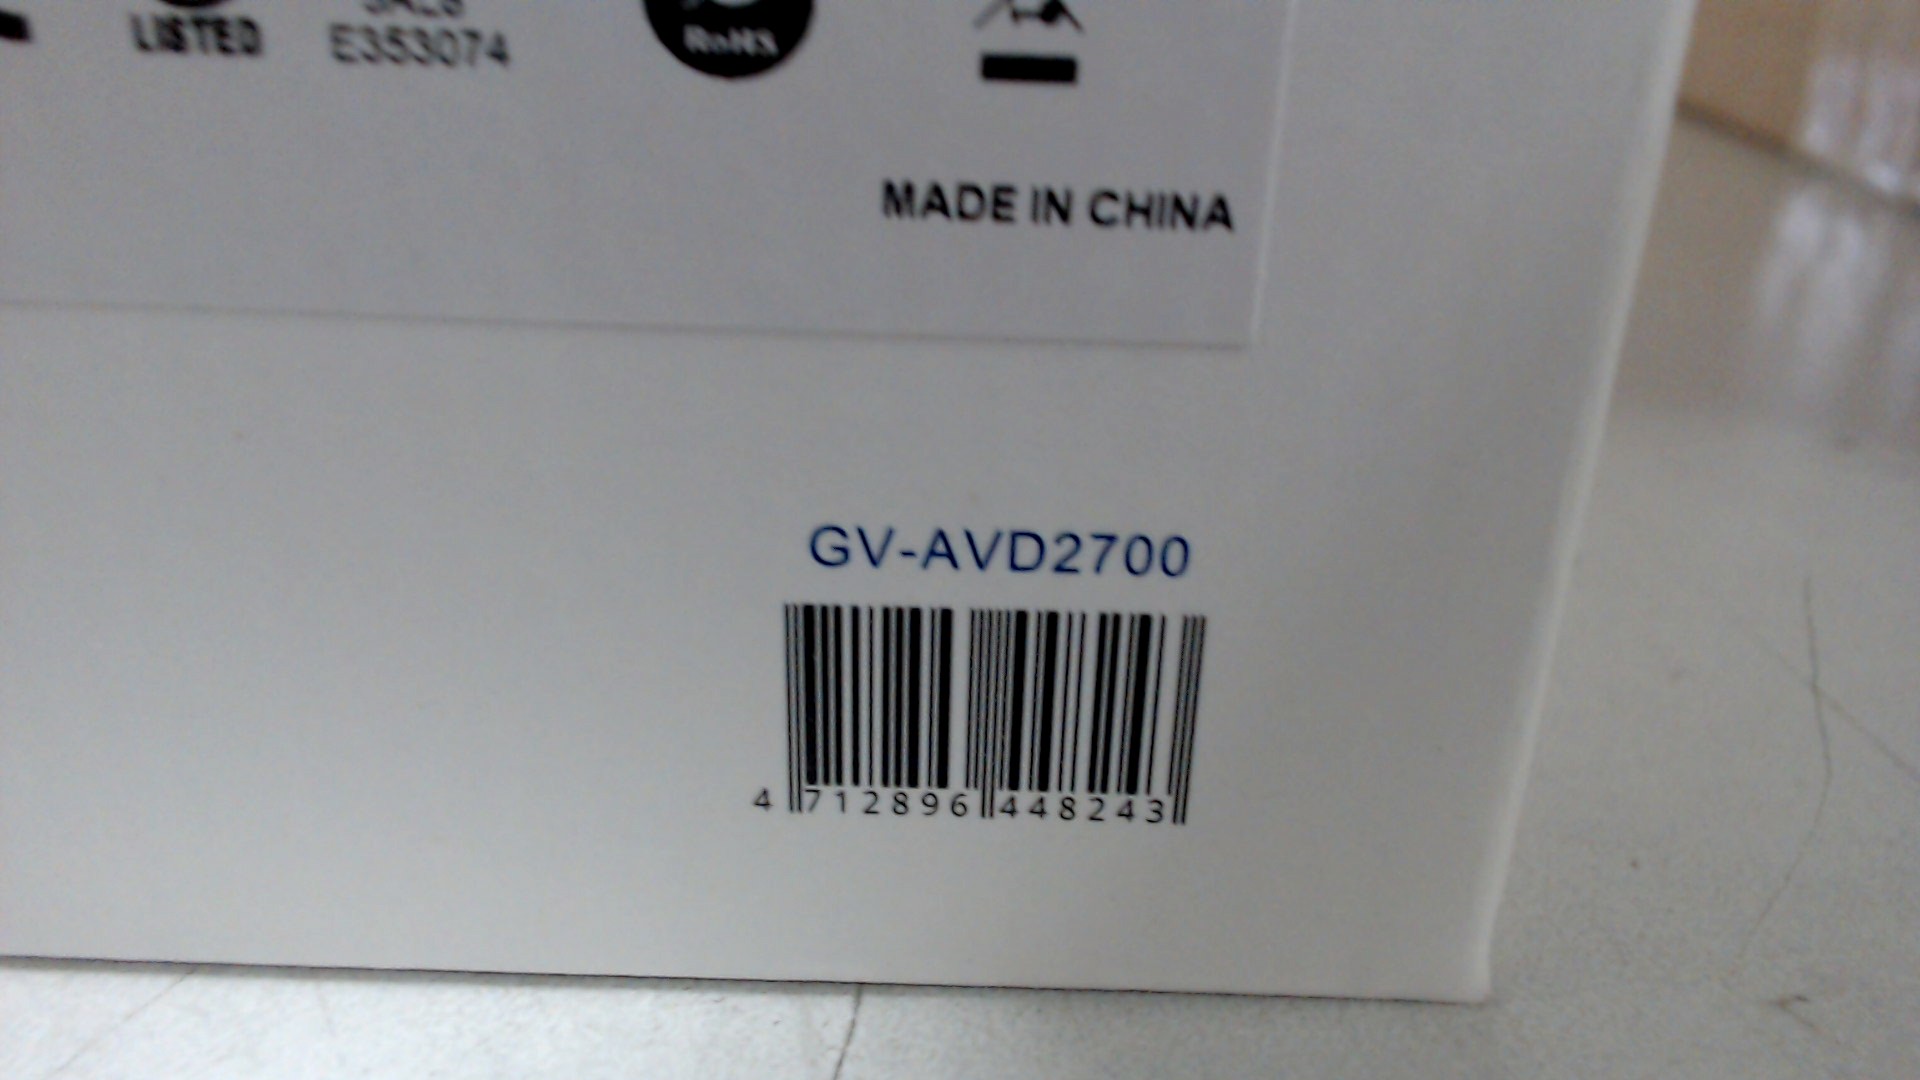 LISTED
E353074
RoHS
MADE IN CHINA
GV-AVD2700
4 712896 448243